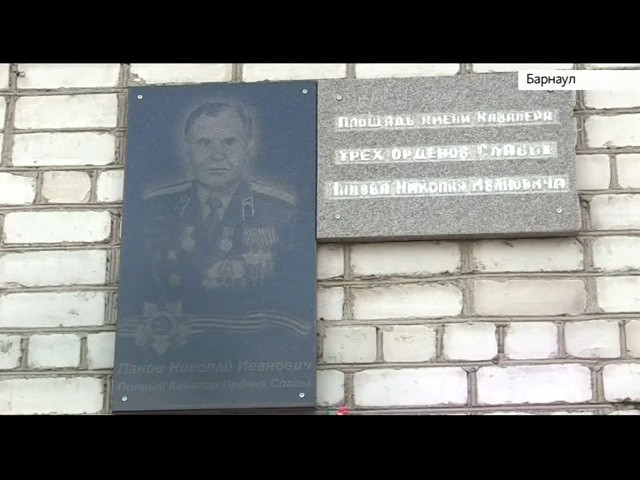 Барнаул
Площадь имени Кавалера
трех орденов Славы
Панова Николая Ивановича
Панов Николай Иванович
Полный Кавалер Ордена Славы